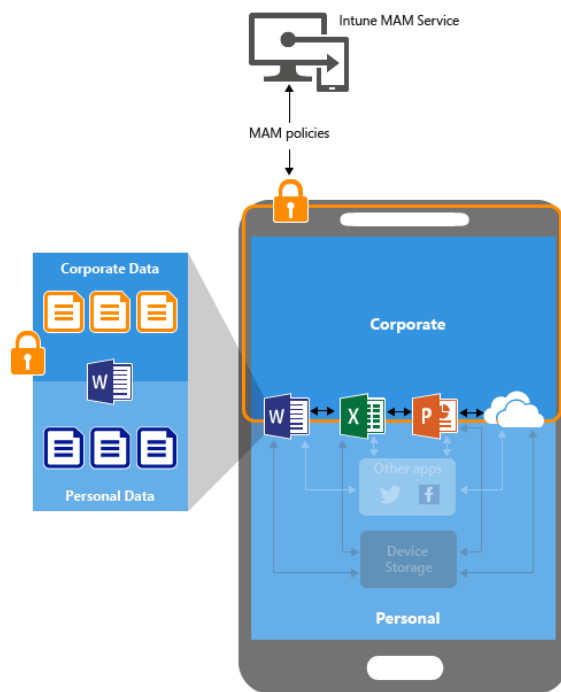 Intune MAM Service
MAM policies
Corporate Data
W
Personal Data
Corporate
W
X
P
Other apps
f
Device
Storage
Personal